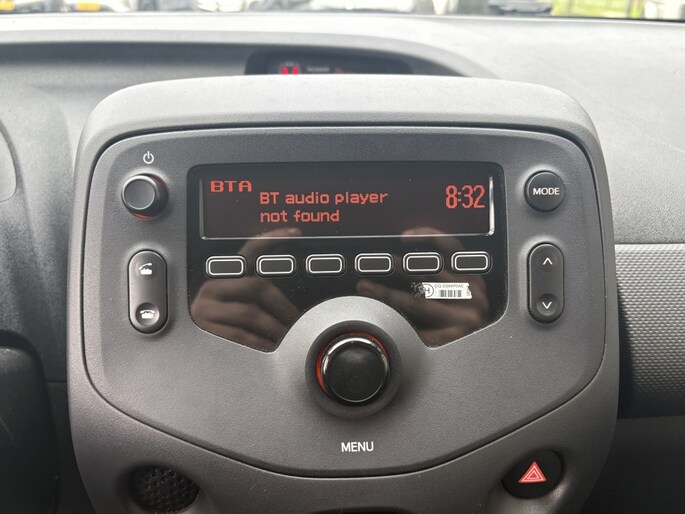 BTA
BT audio player
not found
8:32
MODE
MENU